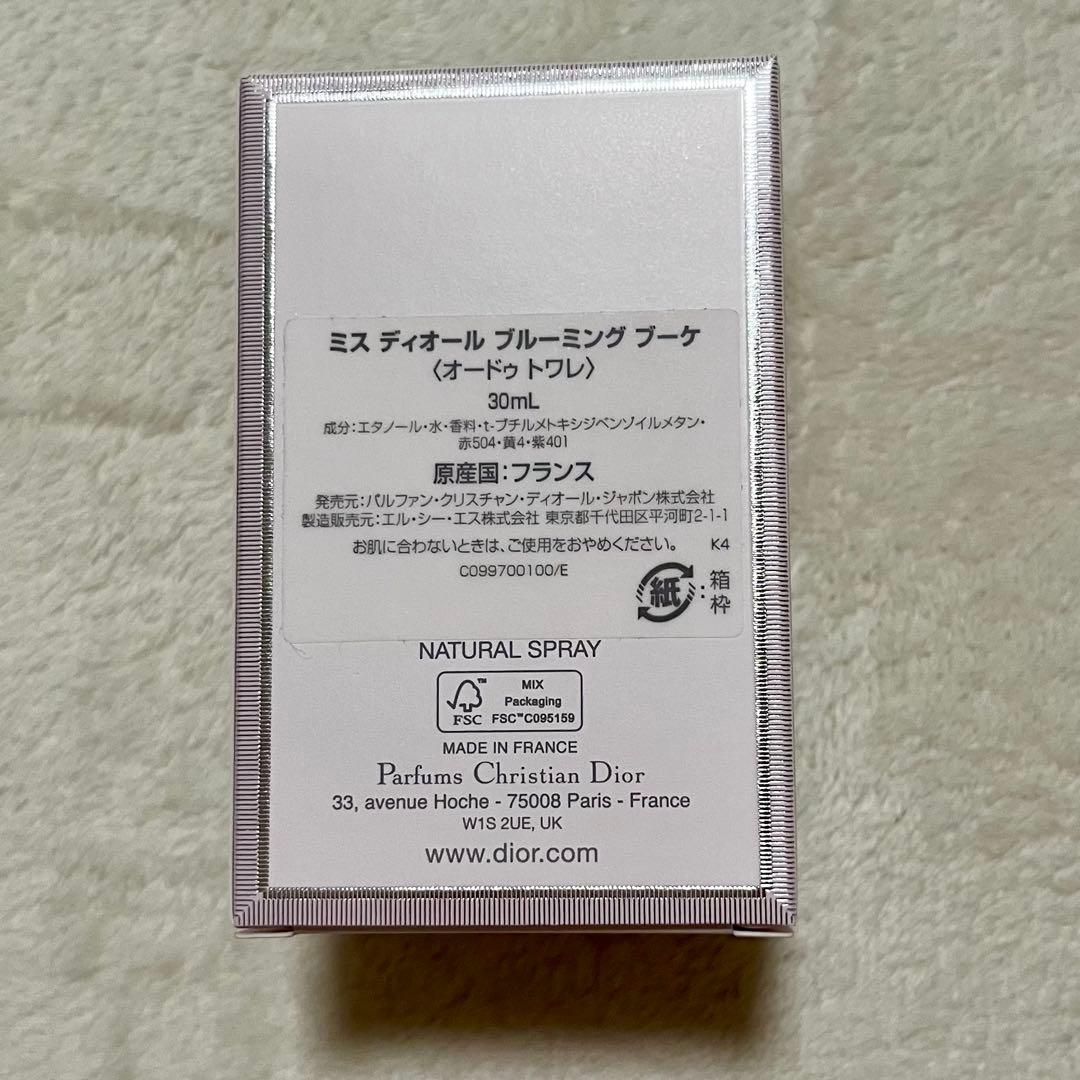 ミス ディオール ブルーミング ブーケ
〈オードゥ トワレ〉
30mL
成分：エタノール・水・香料・t-ブチルメトキシジベンゾイルメタン・
赤504・黄4・紫401
原産国：フランス
発売元：パルファン・クリスチャン・ディオール・ジャポン株式会社
製造販売元：エル・シー・エス株式会社 東京都千代田区平河町2-1-1
お肌に合わないときは、ご使用をおやめください。 K4
C099700100/E
紙：箱
枠
NATURAL SPRAY
FSC™ MIX
Packaging
FSC™C095159
MADE IN FRANCE
Parfums Christian Dior
33, avenue Hoche - 75008 Paris - France
W1S 2UE, UK
www.dior.com